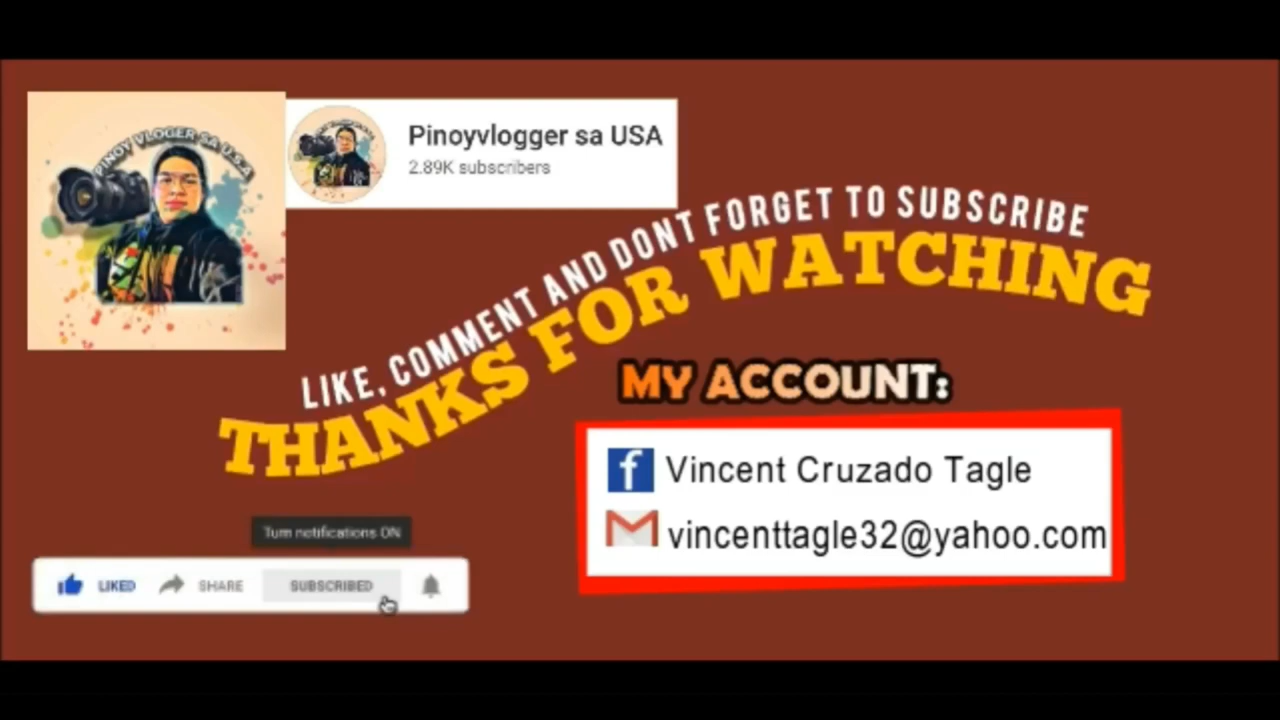 PINOY VLOGER SA U.S.A
Pinoyvlogger sa USA
2.89K subscribers
LIKE, COMMENT AND DONT FORGET TO SUBSCRIBE
THANKS FOR WATCHING
MY ACCOUNT:
f Vincent Cruzado Tagle
vincenttagle32@yahoo.com
Turn notifications ON
LIKED SHARE SUBSCRIBED